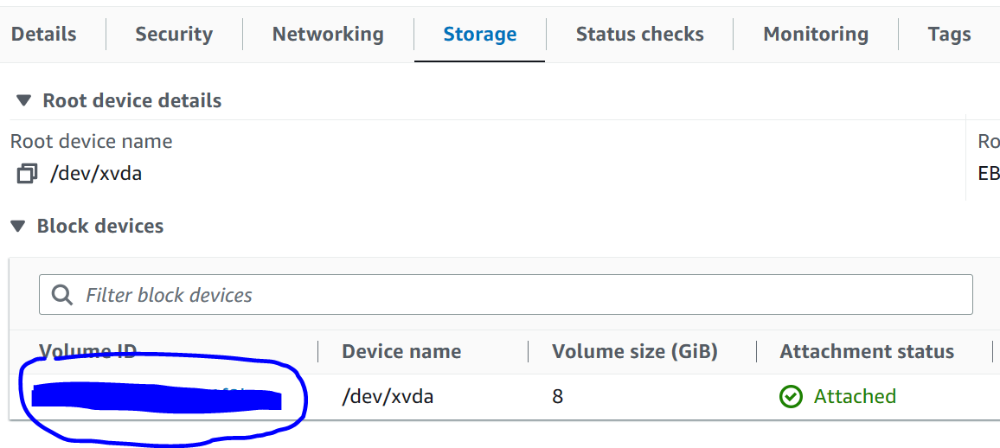 Details Security Networking Storage Status checks Monitoring Tags
Root device details
Root device name
Ro
/dev/xvda
EB
Block devices
Filter block devices
Volume ID Device name Volume size (GiB) Attachment status
/dev/xvda 8 Attached